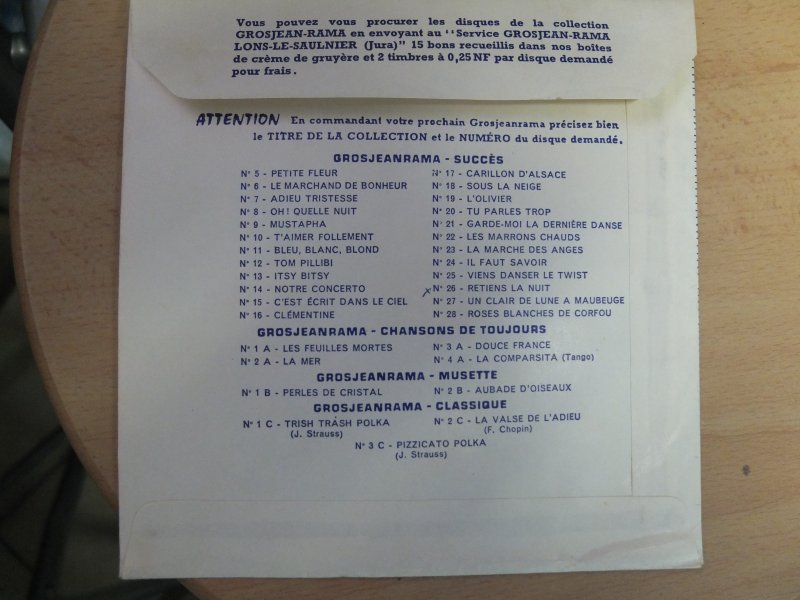 Vous pouvez vous procurer les disques de la collection
GROSJEAN-RAMA en envoyant au "Service GROSJEAN-RAMA
LONS-LE-SAULNIER (Jura)" 15 bons recueillis dans nos boîtes
de crème de gruyère et 2 timbres à 0,25 NF par disque demandé
pour frais.
ATTENTION En commandant votre prochain Grosjeanrama précisez bien
le TITRE DE LA COLLECTION et le NUMÉRO du disque demandé.
GROSJEANRAMA - SUCCÈS
N° 5 - PETITE FLEUR
N° 6 - LE MARCHAND DE BONHEUR
N° 7 - ADIEU TRISTESSE
N° 8 - OH! QUELLE NUIT
N° 9 - MUSTAPHA
N° 10 - T'AIMER FOLLEMENT
N° 11 - BLEU, BLANC, BLOND
N° 12 - TOM PILLIBI
N° 13 - ITSY BITSY
N° 14 - NOTRE CONCERTO
N° 15 - C'EST ÉCRIT DANS LE CIEL
N° 16 - CLÉMENTINE
N° 17 - CARILLON D'ALSACE
N° 18 - SOUS LA NEIGE
N° 19 - L'OLIVIER
N° 20 - TU PARLES TROP
N° 21 - GARDE-MOI LA DERNIÈRE DANSE
N° 22 - LES MARRONS CHAUDS
N° 23 - LA MARCHE DES ANGES
N° 24 - IL FAUT SAVOIR
N° 25 - VIENS DANSER LE TWIST
x N° 26 - RETIENS LA NUIT
N° 27 - UN CLAIR DE LUNE A MAUBEUGE
N° 28 - ROSES BLANCHES DE CORFOU
GROSJEANRAMA - CHANSONS DE TOUJOURS
N° 1 A - LES FEUILLES MORTES
N° 2 A - LA MER
N° 3 A - DOUCE FRANCE
N° 4 A - LA COMPARSITA (Tango)
GROSJEANRAMA - MUSETTE
N° 1 B - PERLES DE CRISTAL
N° 2 B - AUBADE D'OISEAUX
GROSJEANRAMA - CLASSIQUE
N° 1 C - TRISH TRASH POLKA
(J. Strauss)
N° 2 C - LA VALSE DE L'ADIEU
(F. Chopin)
N° 3 C - PIZZICATO POLKA
(J. Strauss)